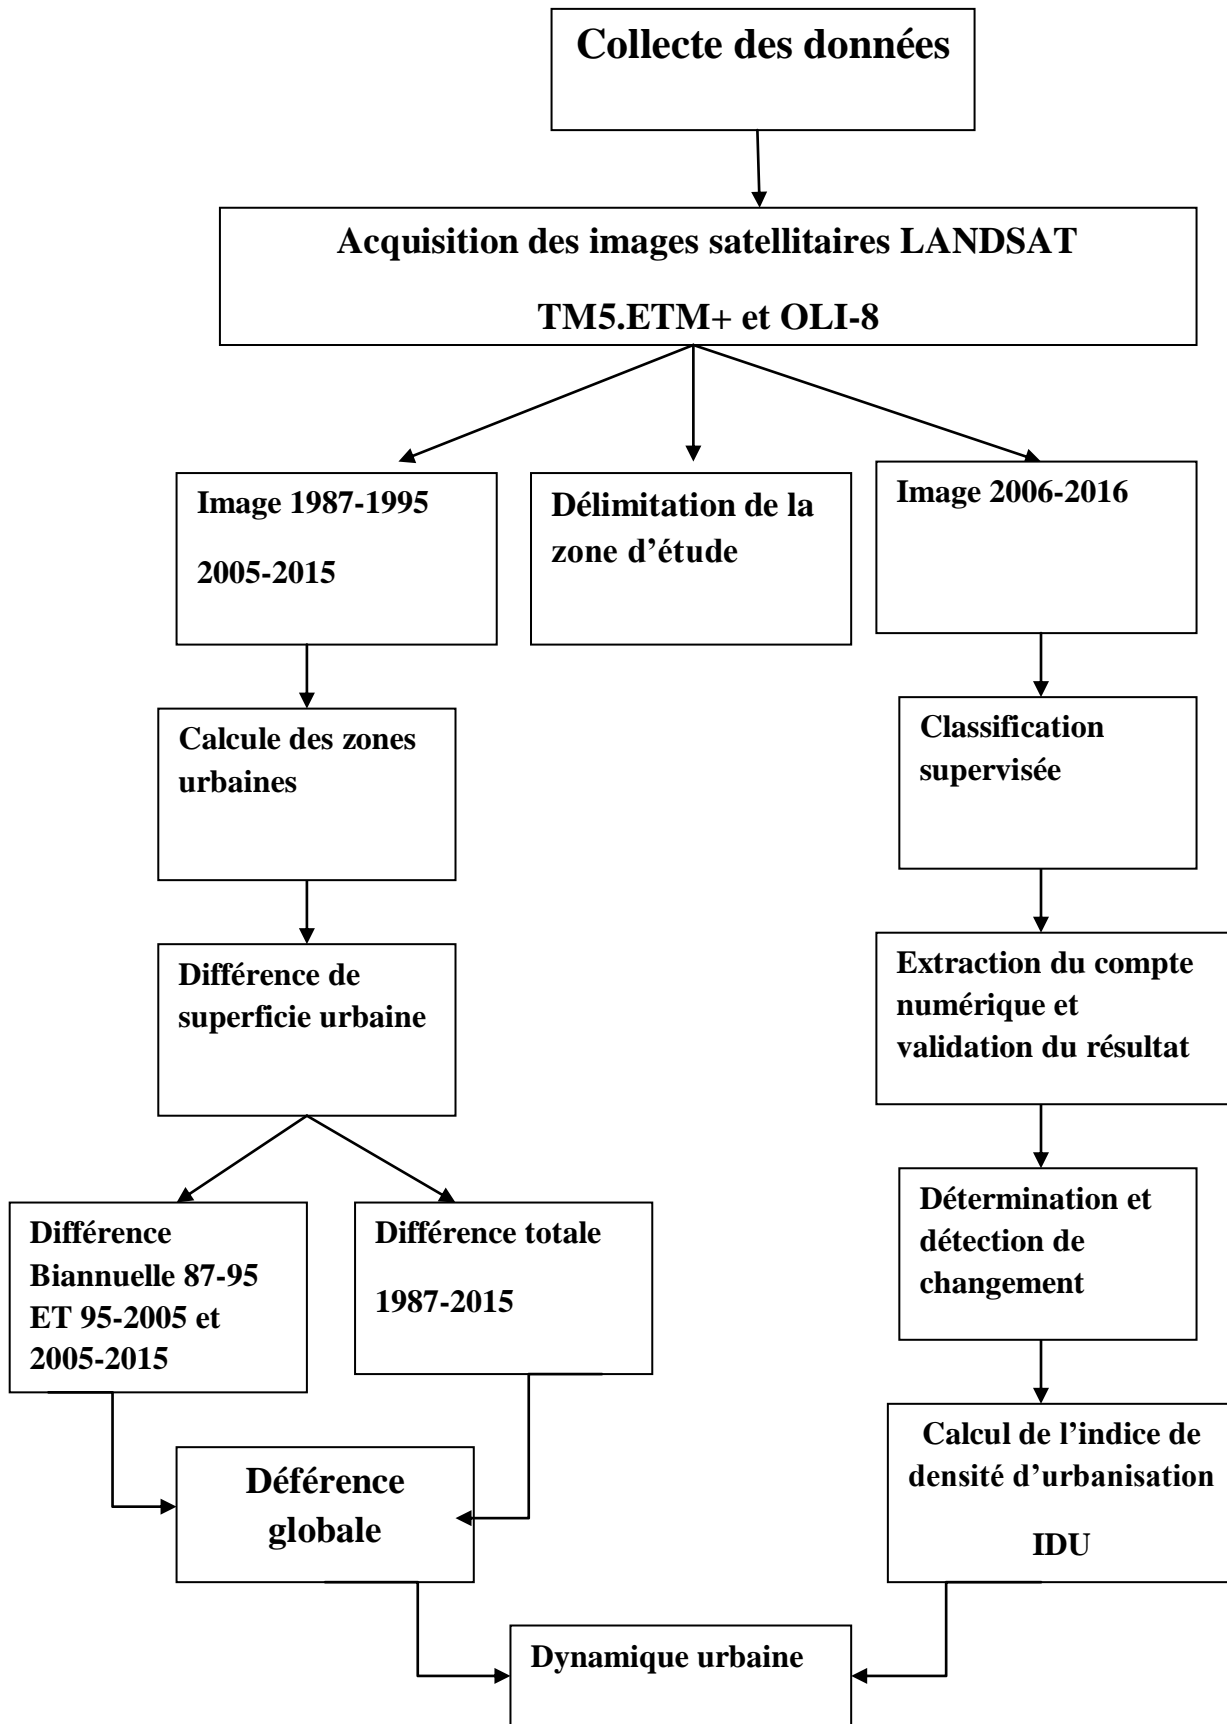 Collecte des données
Acquisition des images satellitaires LANDSAT
TM5.ETM+ et OLI-8
Image 1987-1995
2005-2015
Délimitation de la
zone d’étude
Image 2006-2016
Calcule des zones
urbaines
Classification
supervisée
Différence de
superficie urbaine
Extraction du compte
numérique et
validation du résultat
Différence
Biannuelle 87-95
ET 95-2005 et
2005-2015
Différence totale
1987-2015
Détermination et
détection de
changement
Déférence
globale
Calcul de l’indice de
densité d’urbanisation
IDU
Dynamique urbaine